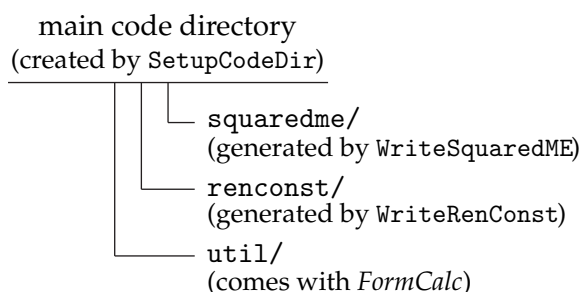 main code directory
(created by SetupCodeDir)
squaredme/
(generated by WriteSquaredME)
renconst/
(generated by WriteRenConst)
util/
(comes with FormCalc)